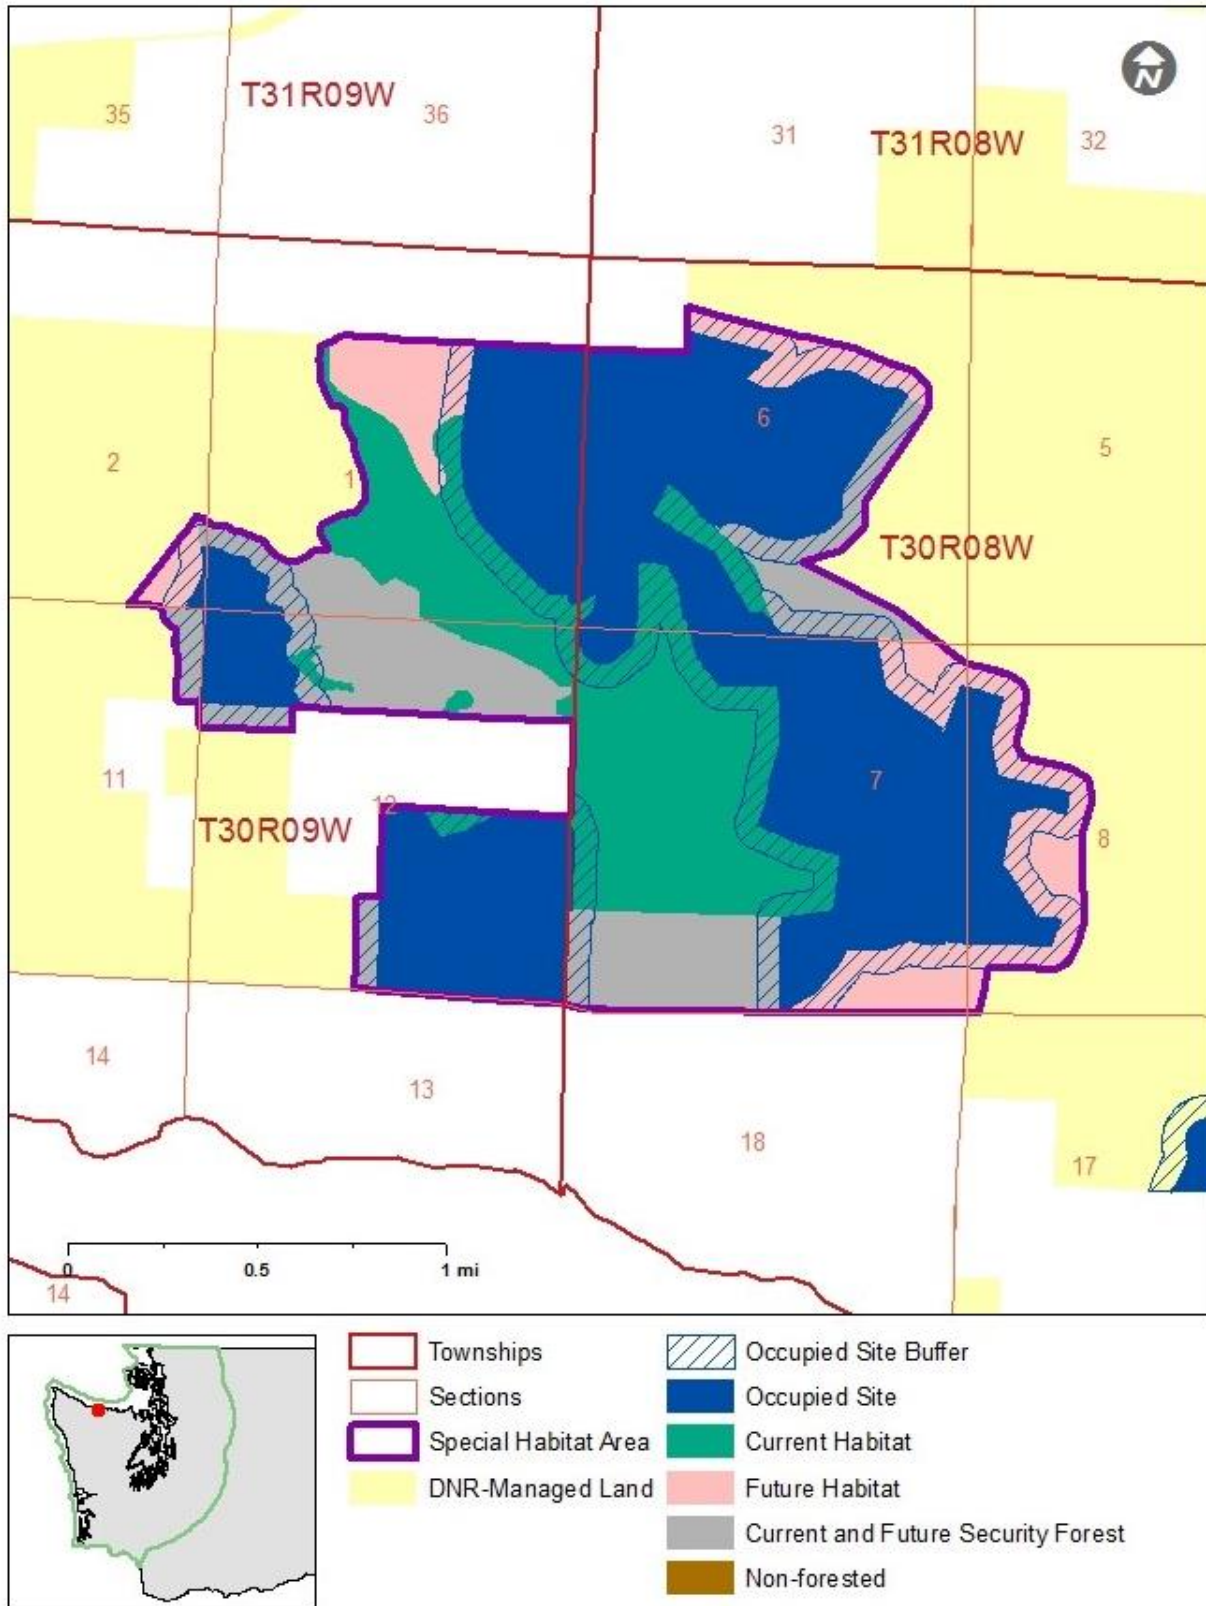 N
T31R09W
35
36
31
T31R08W
32
6
2
1
5
T30R08W
11
12
7
T30R09W
8
14
13
18
17
0
0.5
1 mi
14
Townships
Sections
Special Habitat Area
DNR-Managed Land
Occupied Site Buffer
Occupied Site
Current Habitat
Future Habitat
Current and Future Security Forest
Non-forested